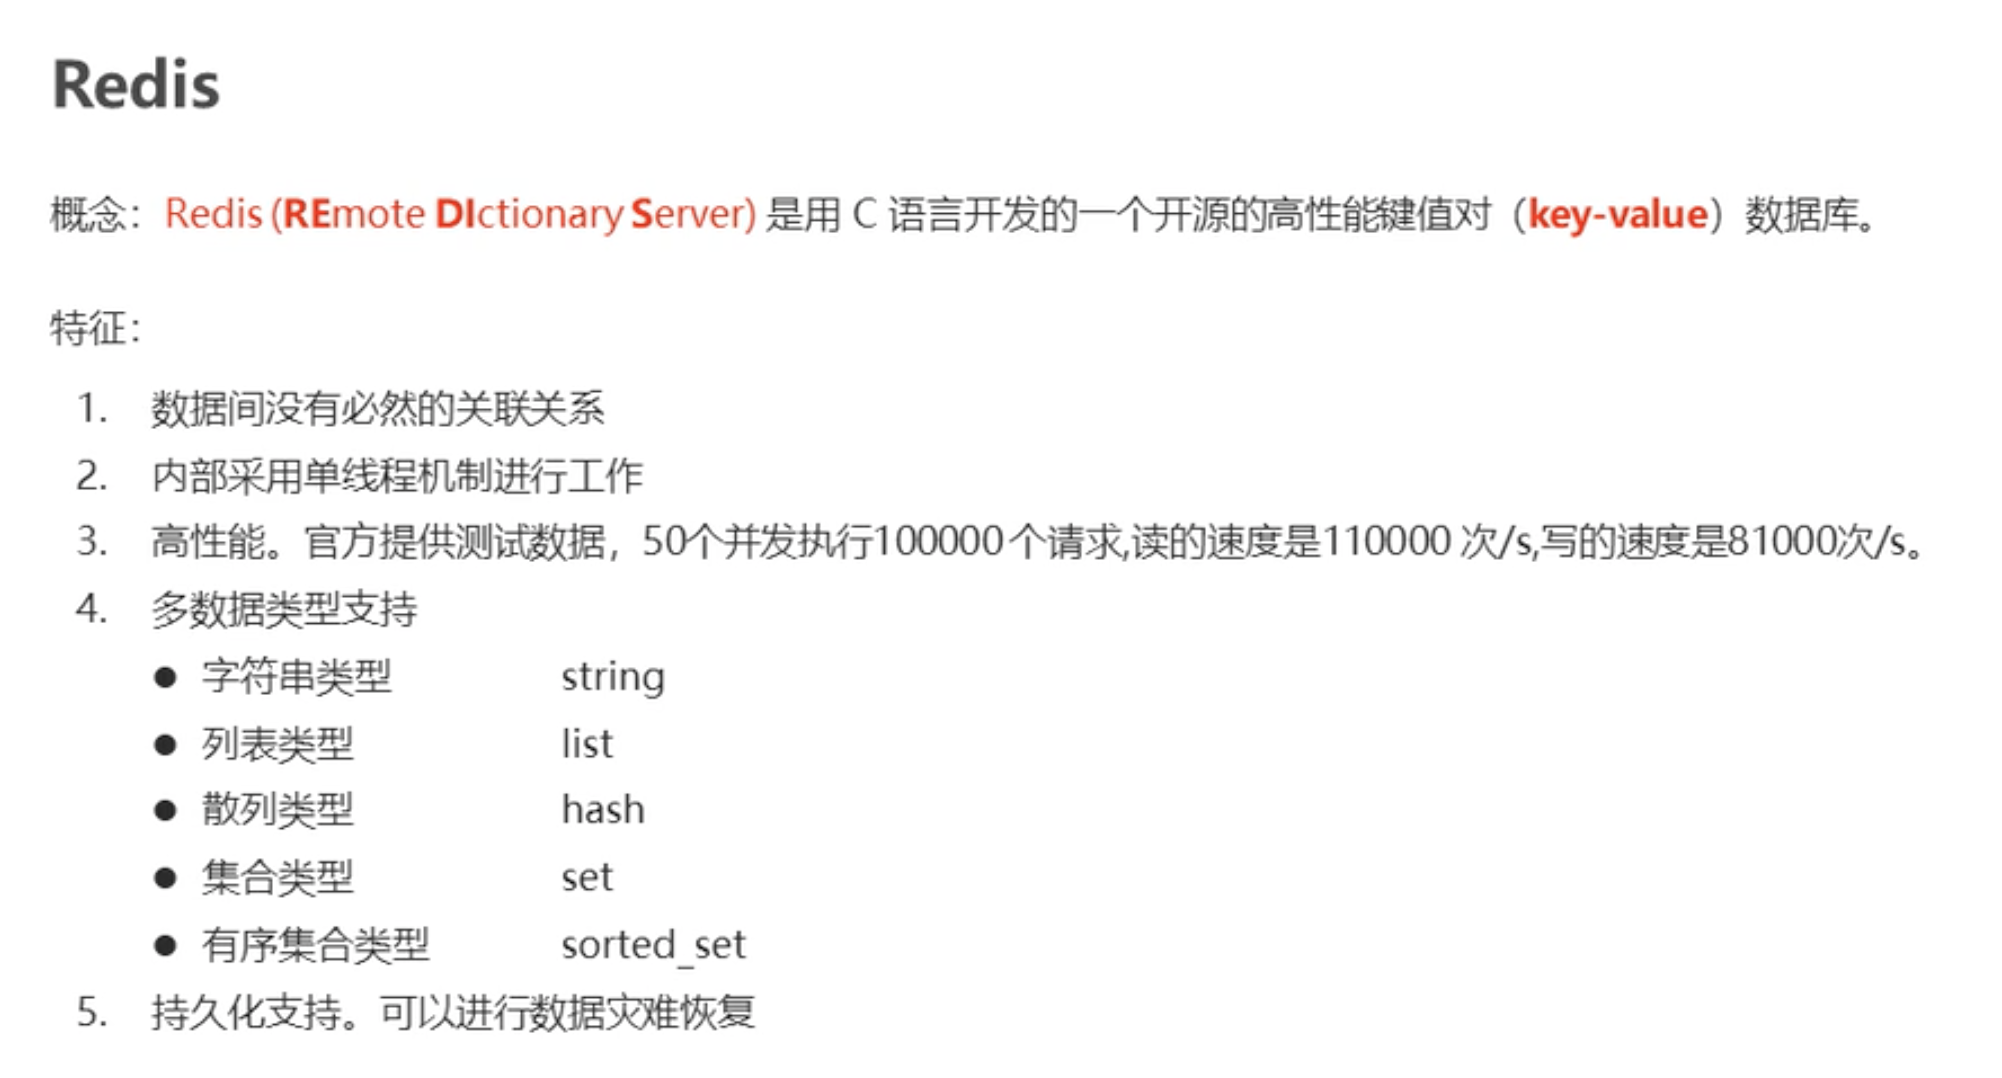 Redis
概念：Redis (REmote DIctionary Server) 是用 C 语言开发的一个开源的高性能键值对（key-value）数据库。
特征：
1. 数据间没有必然的关联关系
2. 内部采用单线程机制进行工作
3. 高性能。官方提供测试数据，50个并发执行100000 个请求,读的速度是110000 次/s,写的速度是81000次/s。
4. 多数据类型支持
● 字符串类型 string
● 列表类型 list
● 散列类型 hash
● 集合类型 set
● 有序集合类型 sorted_set
5. 持久化支持。可以进行数据灾难恢复